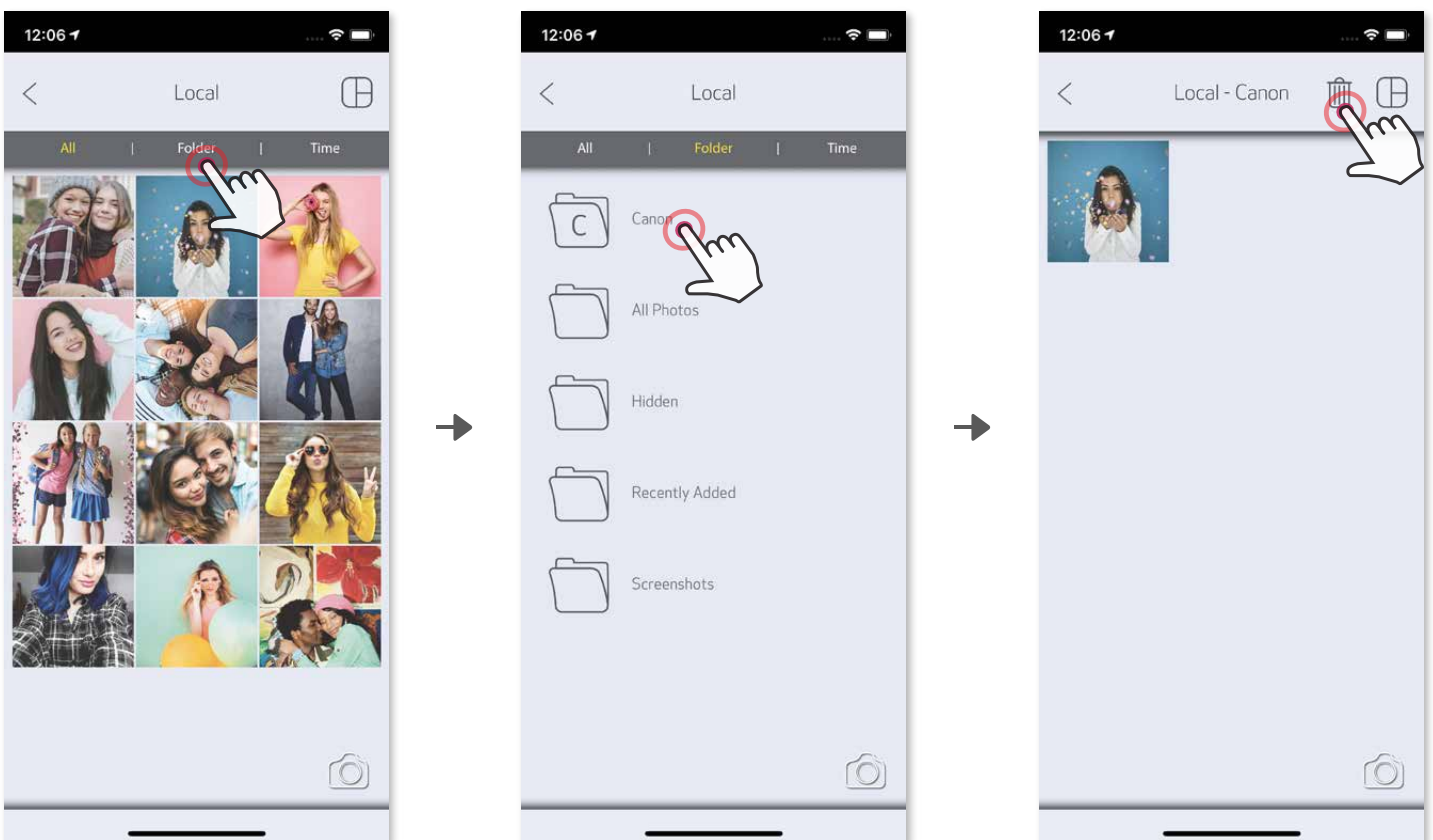 12:06
Local
All | Folder | Time
12:06
Local
All | Folder | Time
C Canon
All Photos
Hidden
Recently Added
Screenshots
12:06
Local - Canon